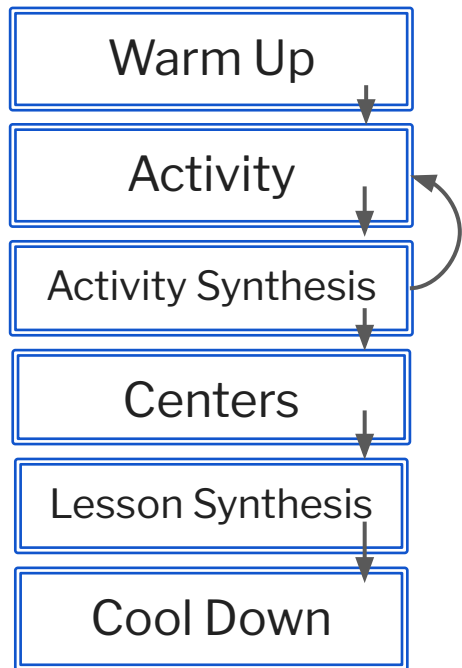 Warm Up
Activity
Activity Synthesis
Centers
Lesson Synthesis
Cool Down